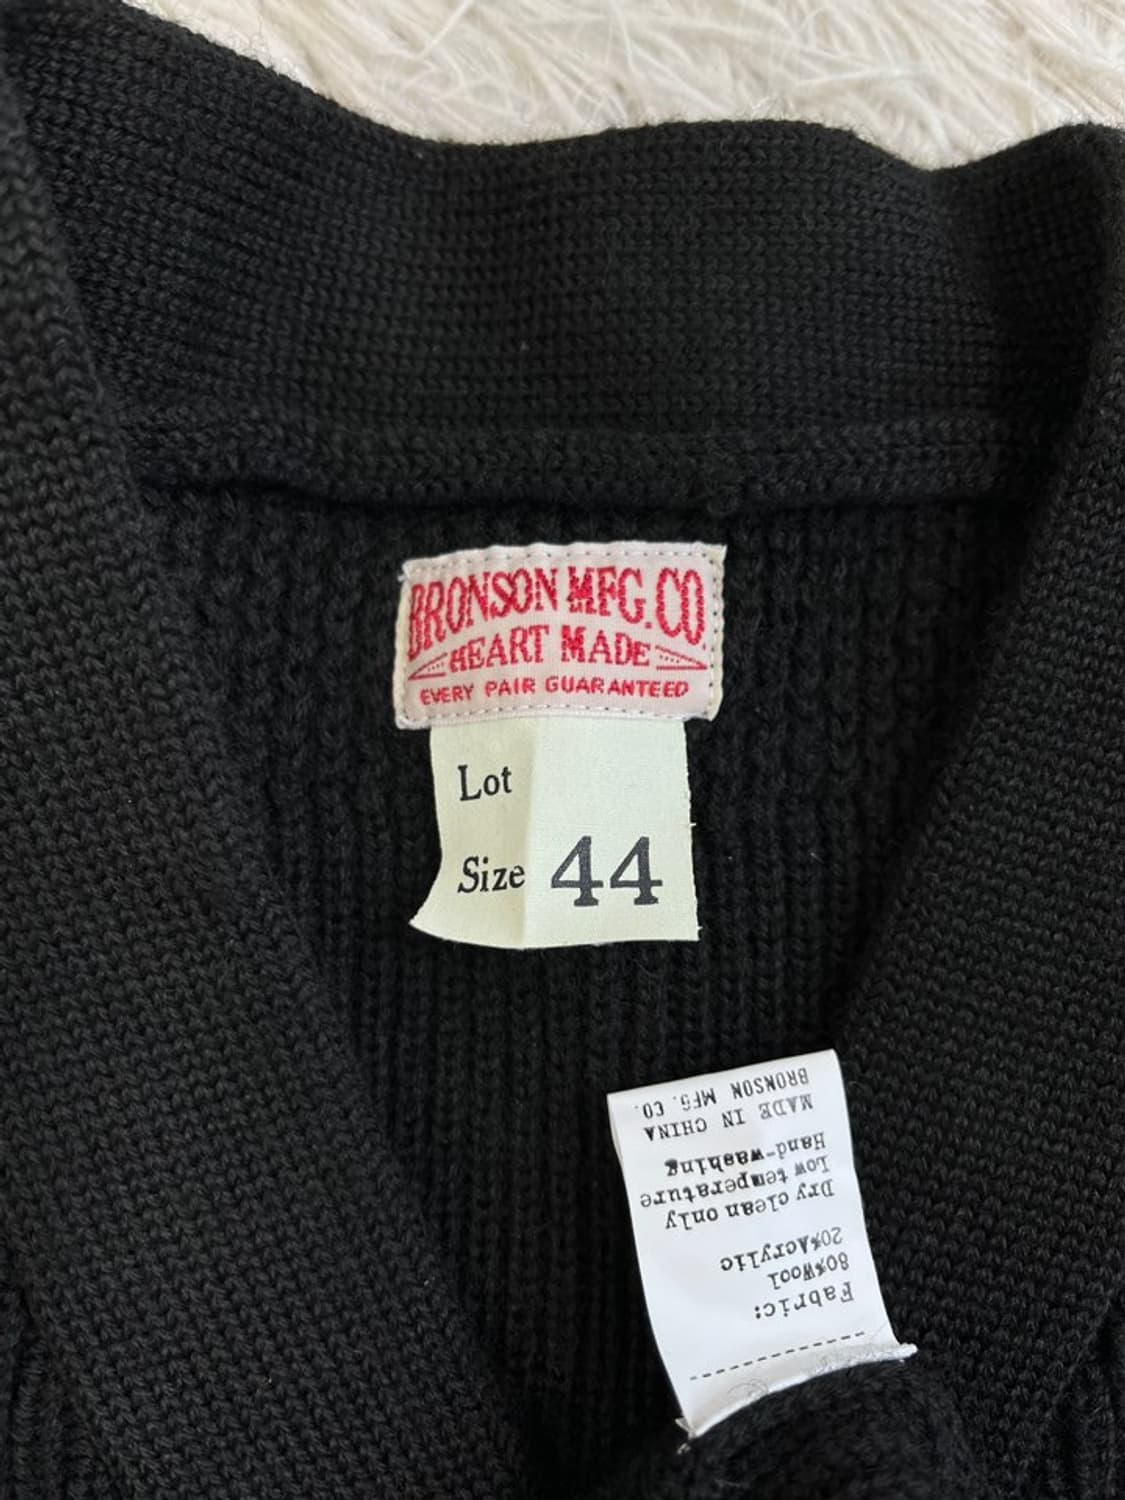 BRONSON MFG.CO.
HEART MADE
EVERY PAIR GUARANTEED
Lot
Size 44
Fabric:
80%Wool
20%Acrylic
Dry clean only
Low temperature
Hand-washing
MADE IN CHINA
BRONSON MFG. CO.